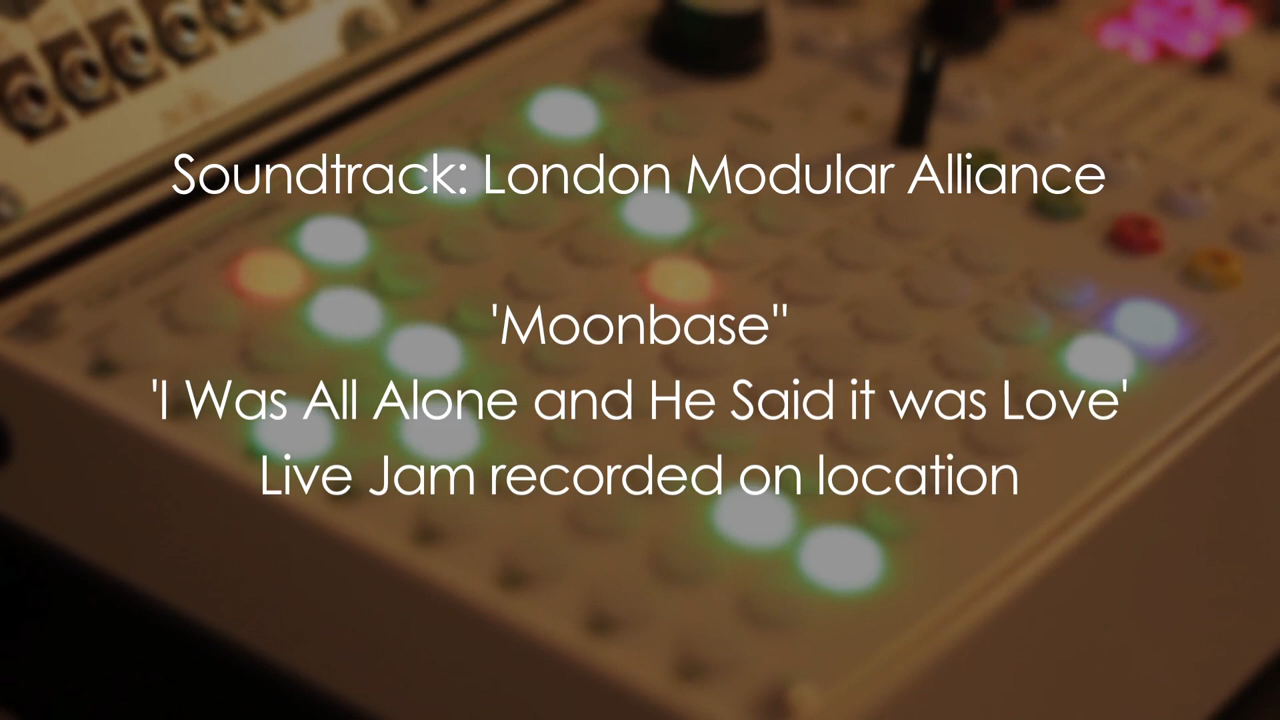 Soundtrack: London Modular Alliance
'Moonbase"
'I Was All Alone and He Said it was Love'
Live Jam recorded on location